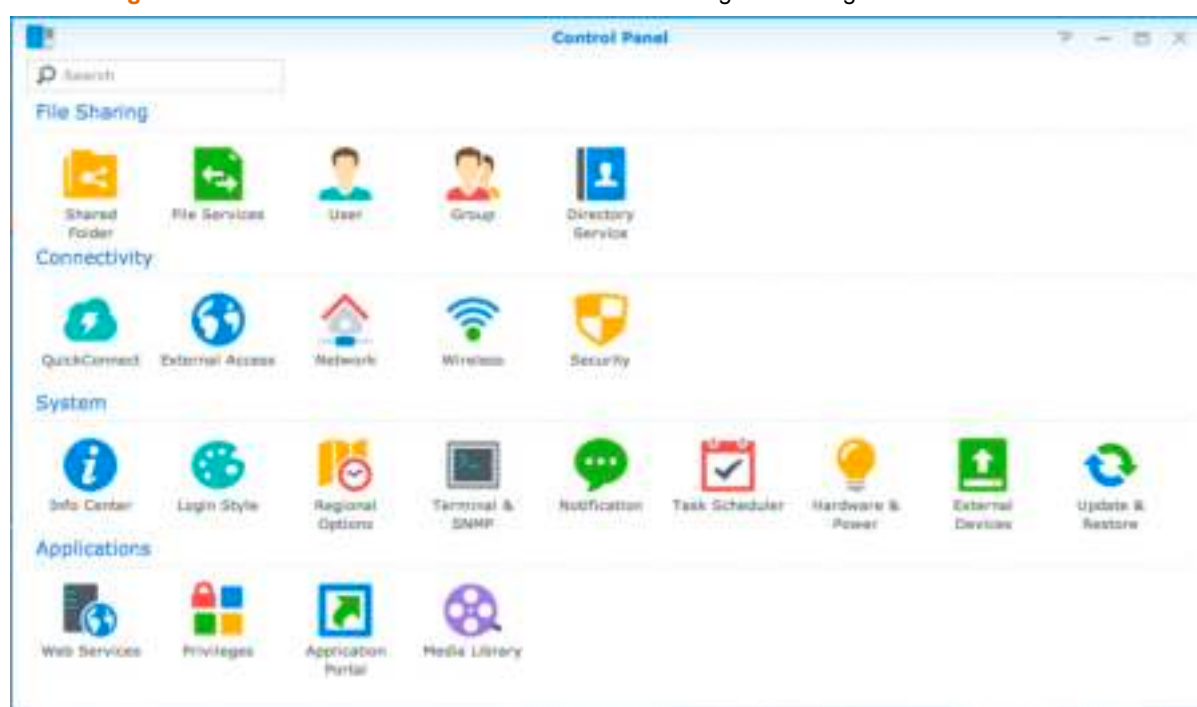 Control Panel
Search
File Sharing
Shared Folder
File Services
User
Group
Directory Service
Connectivity
QuickConnect
External Access
Network
Wireless
Security
System
Info Center
Login Style
Regional Options
Terminal & SNMP
Notification
Task Scheduler
Hardware & Power
External Devices
Update & Restore
Applications
Web Services
Privileges
Application Portal
Media Library